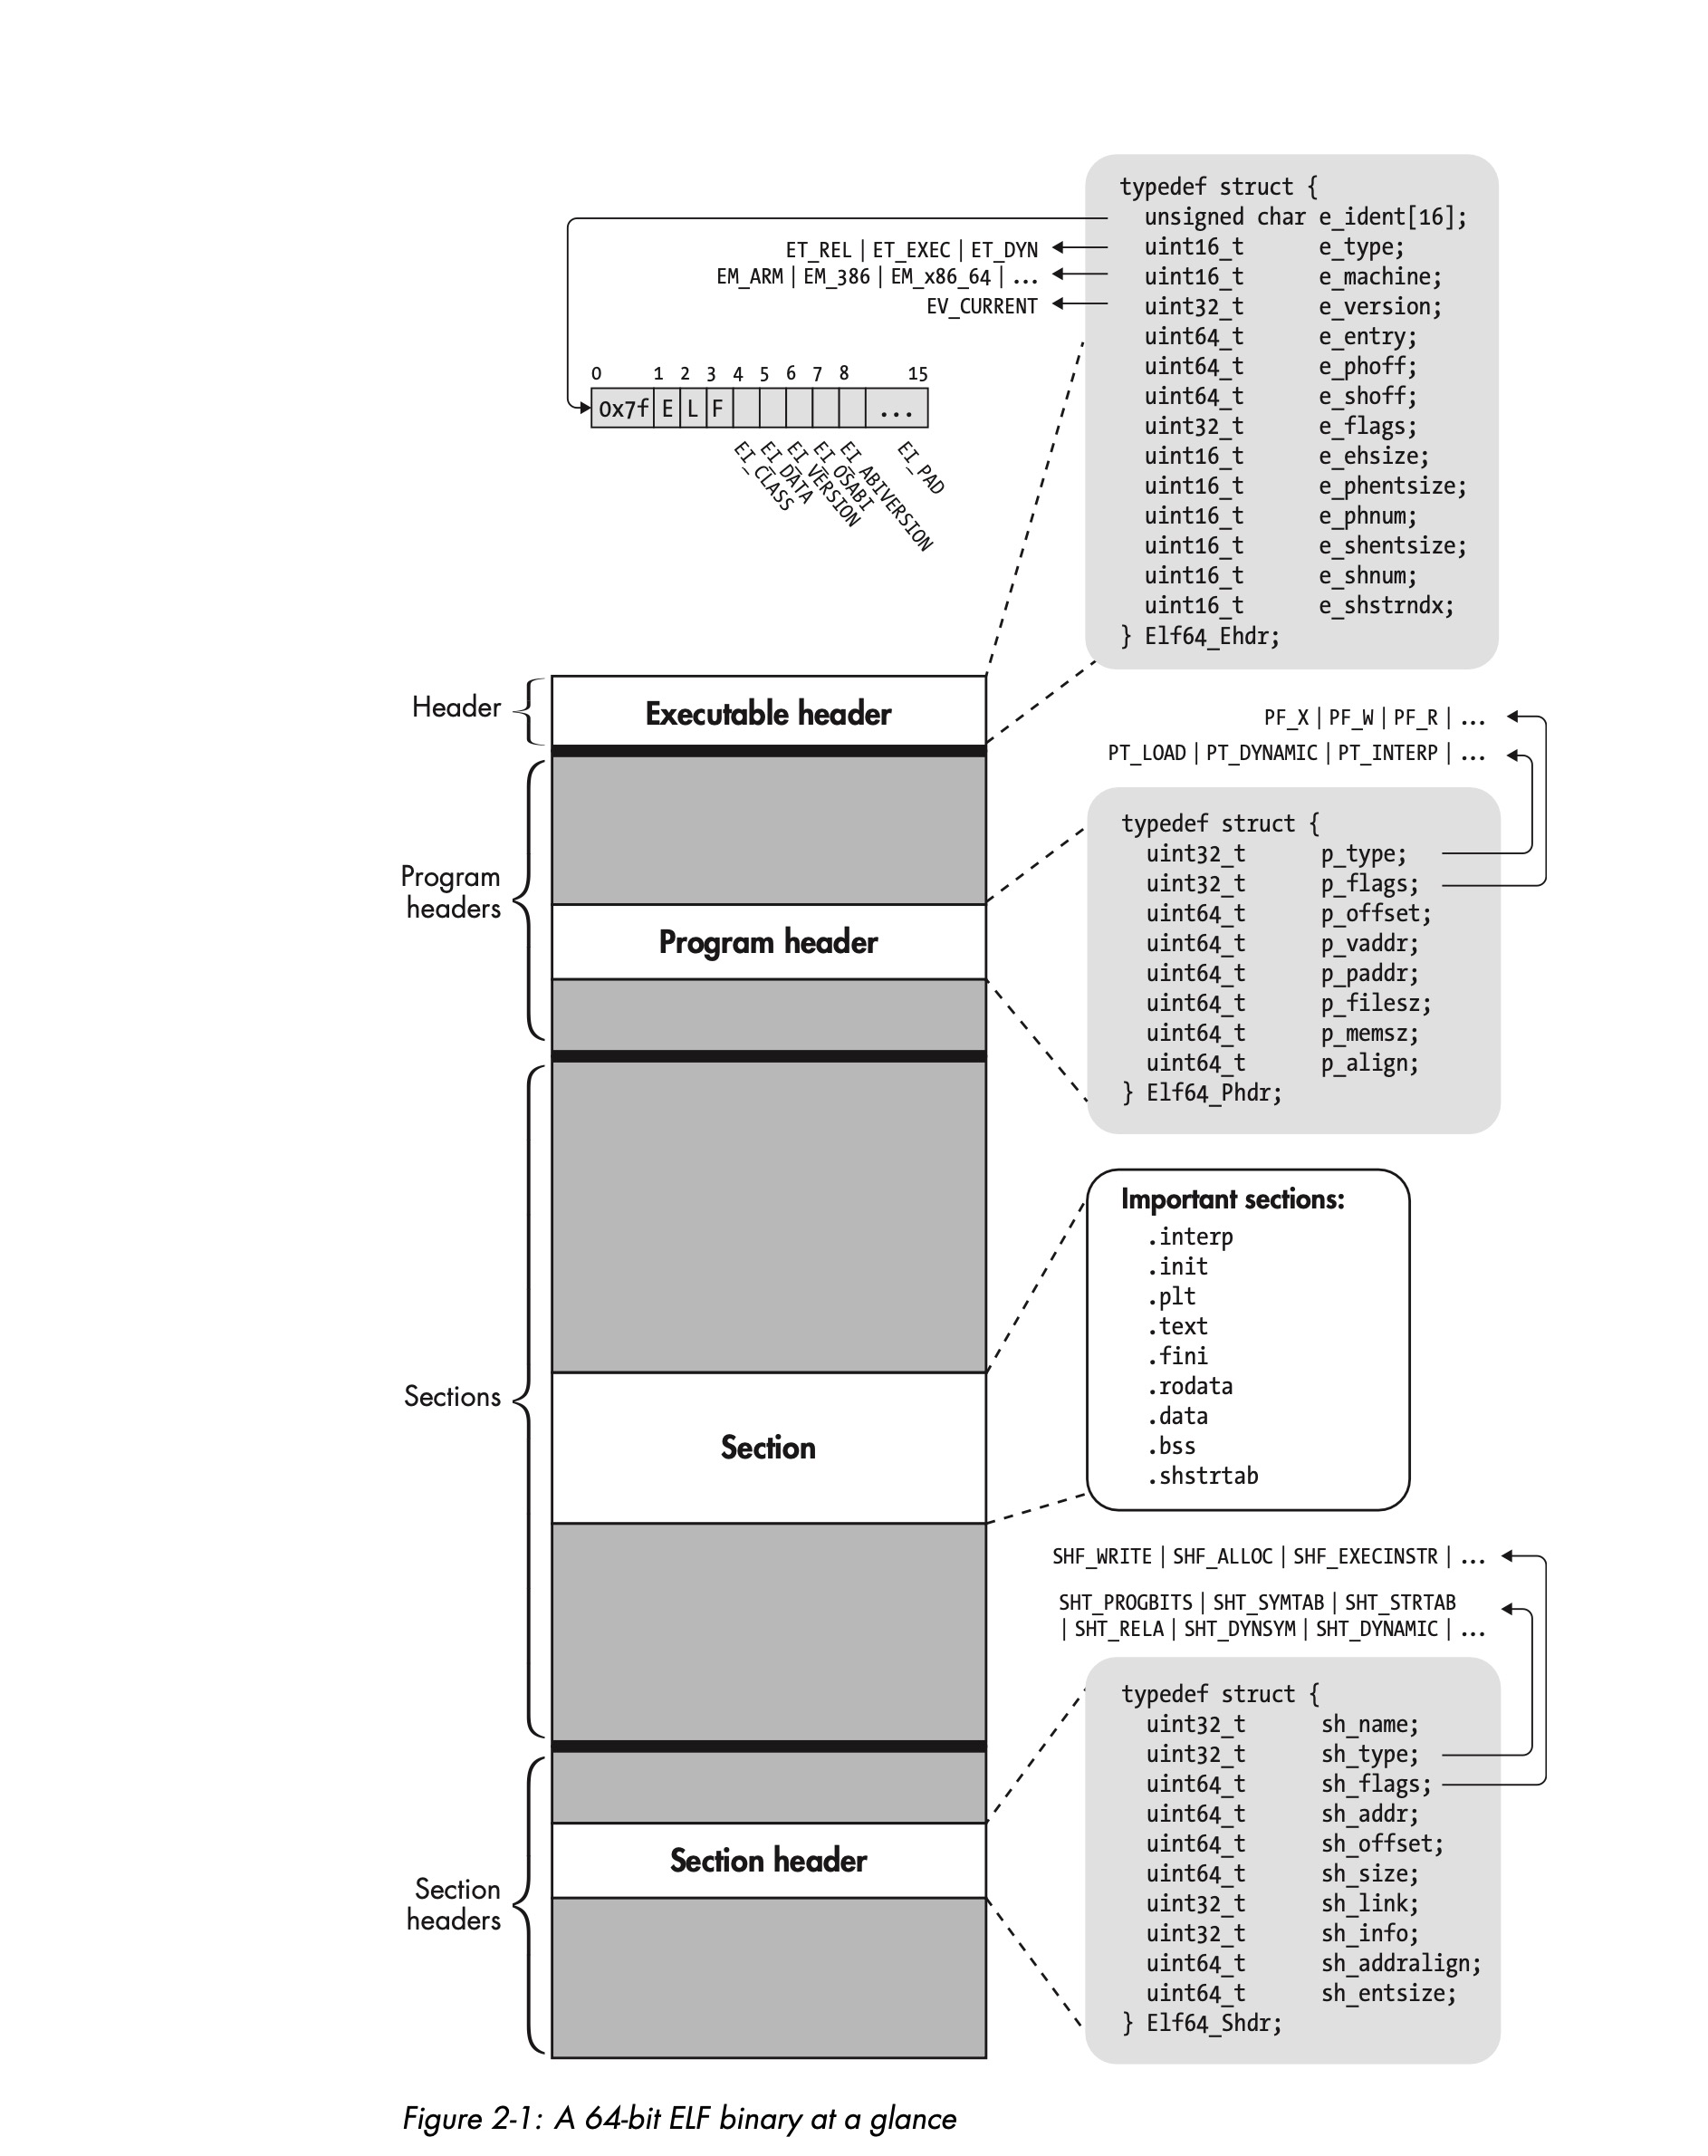 typedef struct {
unsigned char e_ident[16];
uint16_t e_type;
uint16_t e_machine;
uint32_t e_version;
uint64_t e_entry;
uint64_t e_phoff;
uint64_t e_shoff;
uint32_t e_flags;
uint16_t e_ehsize;
uint16_t e_phentsize;
uint16_t e_phnum;
uint16_t e_shentsize;
uint16_t e_shnum;
uint16_t e_shstrndx;
} Elf64_Ehdr;
ET_REL | ET_EXEC | ET_DYN
EM_ARM | EM_386 | EM_x86_64 | ...
EV_CURRENT
0 1 2 3 4 5 6 7 8 15
0x7f E L F ...
EI_CLASS
EI_DATA
EI_VERSION
EI_OSABI
EI_ABIVERSION
EI_PAD
Header
Executable header
PF_X | PF_W | PF_R | ...
PT_LOAD | PT_DYNAMIC | PT_INTERP | ...
Program
headers
Program header
typedef struct {
uint32_t p_type;
uint32_t p_flags;
uint64_t p_offset;
uint64_t p_vaddr;
uint64_t p_paddr;
uint64_t p_filesz;
uint64_t p_memsz;
uint64_t p_align;
} Elf64_Phdr;
Sections
Section
Important sections:
.interp
.init
.plt
.text
.fini
.rodata
.data
.bss
.shstrtab
SHF_WRITE | SHF_ALLOC | SHF_EXECINSTR | ...
SHT_PROGBITS | SHT_SYMTAB | SHT_STRTAB
| SHT_RELA | SHT_DYNSYM | SHT_DYNAMIC | ...
Section
headers
Section header
typedef struct {
uint32_t sh_name;
uint32_t sh_type;
uint64_t sh_flags;
uint64_t sh_addr;
uint64_t sh_offset;
uint64_t sh_size;
uint32_t sh_link;
uint32_t sh_info;
uint64_t sh_addralign;
uint64_t sh_entsize;
} Elf64_Shdr;
Figure 2-1: A 64-bit ELF binary at a glance